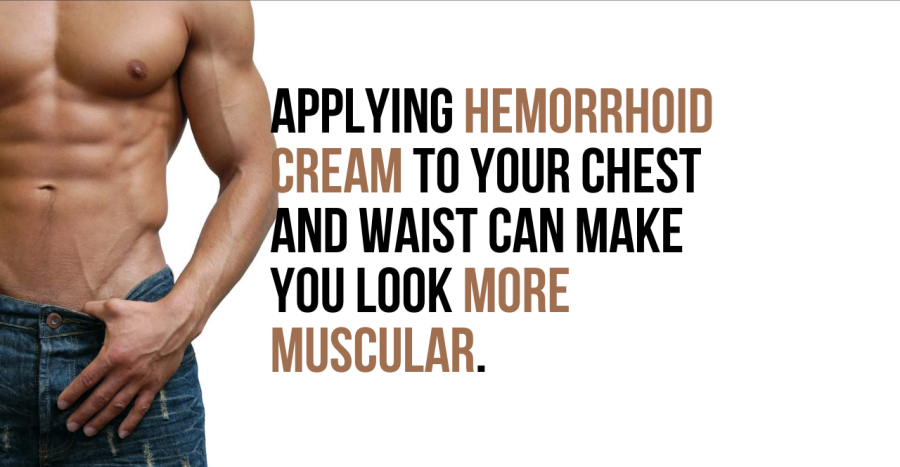 APPLYING HEMORRHOID
CREAM TO YOUR CHEST
AND WAIST CAN MAKE
YOU LOOK MORE
MUSCULAR.